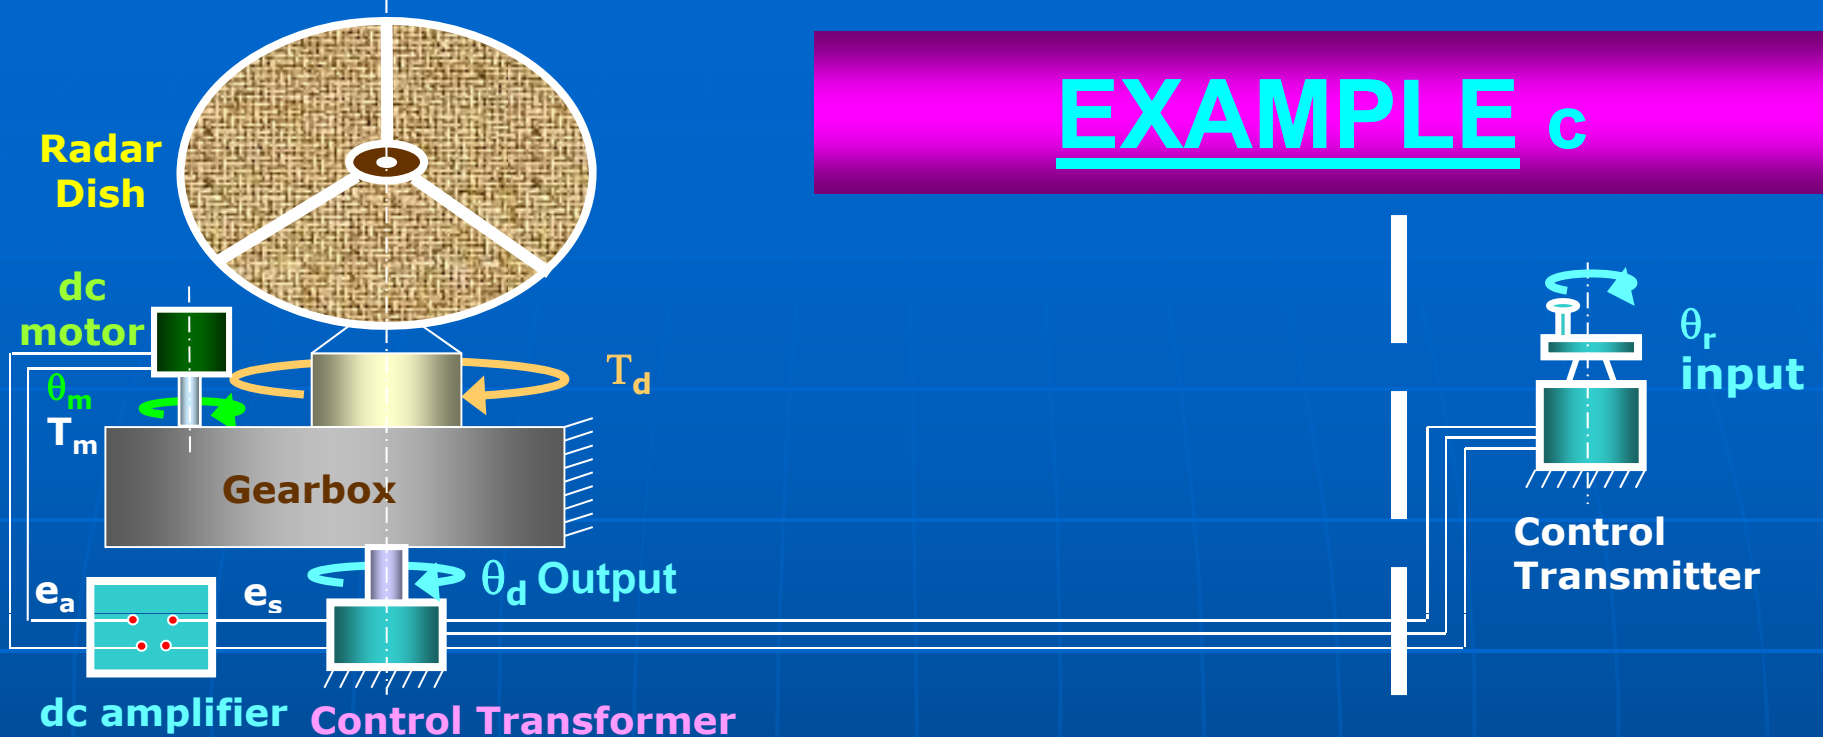 EXAMPLE c
Radar
Dish
dc
motor
θm
Tm
Td
θr
input
Gearbox
Control
Transmitter
ea
es
θd Output
dc amplifier
Control Transformer